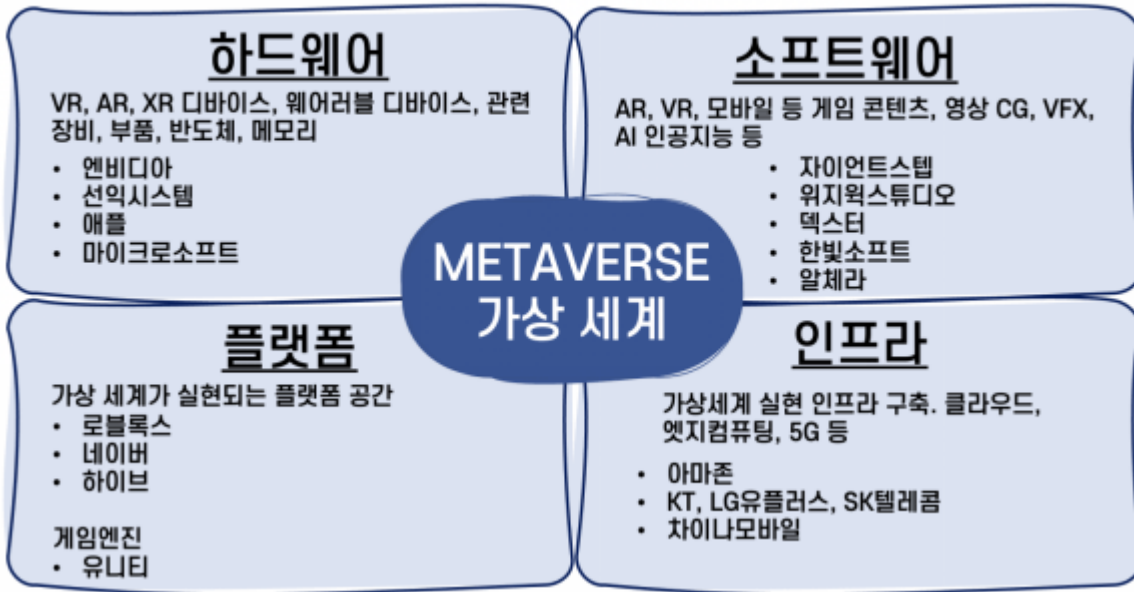 하드웨어
VR, AR, XR 디바이스, 웨어러블 디바이스, 관련
장비, 부품, 반도체, 메모리
• 엔비디아
• 선익시스템
• 애플
• 마이크로소프트
소프트웨어
AR, VR, 모바일 등 게임 콘텐츠, 영상 CG, VFX,
AI 인공지능 등
• 자이언트스텝
• 위지윅스튜디오
• 덱스터
• 한빛소프트
• 알체라
METAVERSE
가상 세계
플랫폼
가상 세계가 실현되는 플랫폼 공간
• 로블록스
• 네이버
• 하이브
게임엔진
• 유니티
인프라
가상세계 실현 인프라 구축. 클라우드,
엣지컴퓨팅, 5G 등
• 아마존
• KT, LG유플러스, SK텔레콤
• 차이나모바일